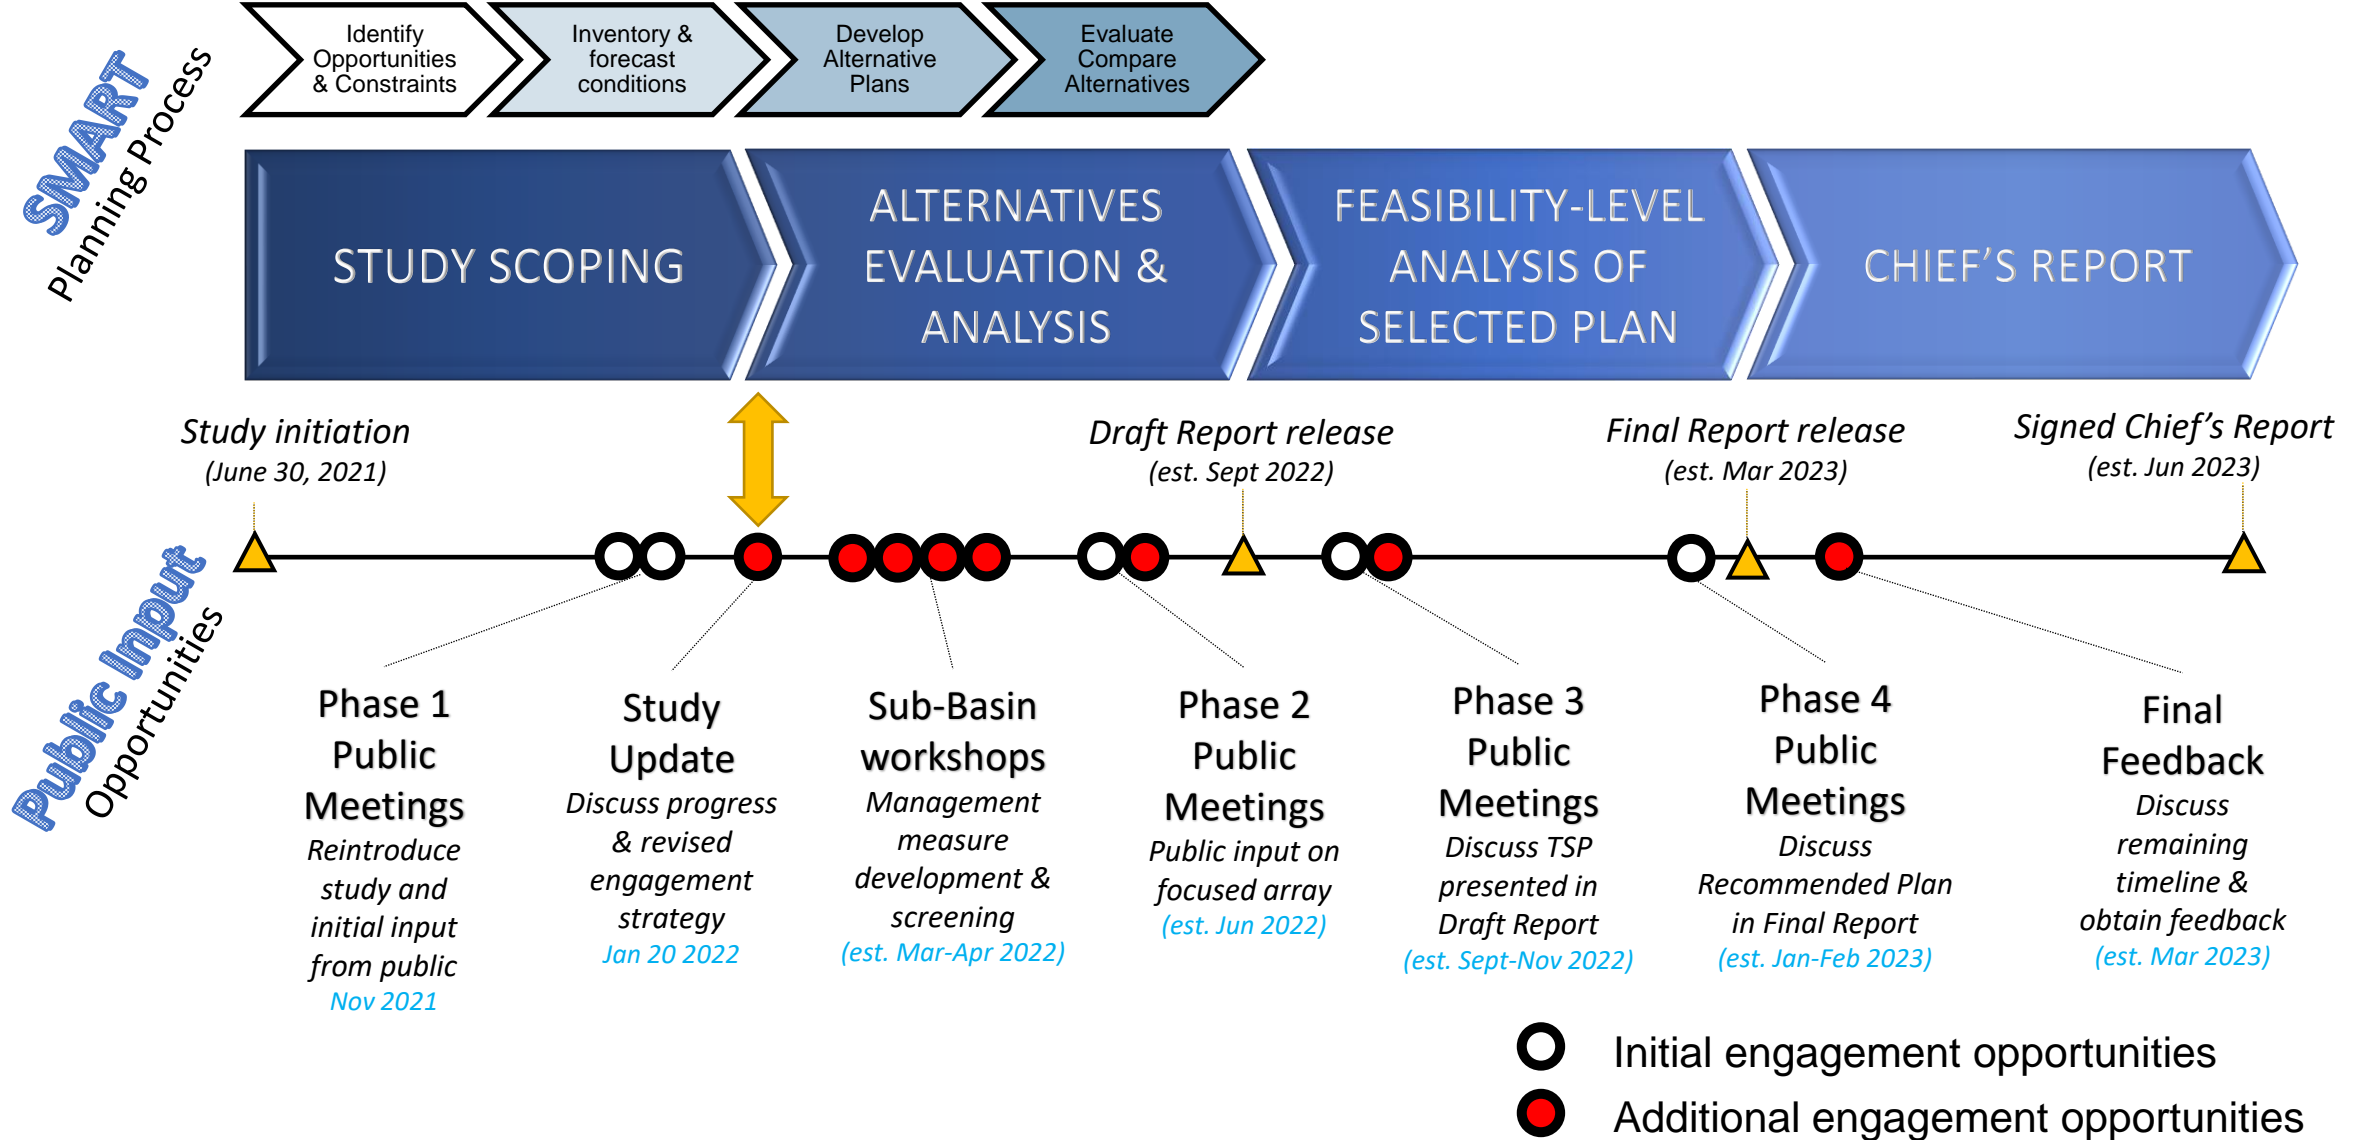 SMART
Planning Process
Identify
Opportunities
& Constraints
Inventory &
forecast
conditions
Develop
Alternative
Plans
Evaluate
Compare
Alternatives
STUDY SCOPING
ALTERNATIVES
EVALUATION &
ANALYSIS
FEASIBILITY-LEVEL
ANALYSIS OF
SELECTED PLAN
CHIEF’S REPORT
Study initiation
(June 30, 2021)
Draft Report release
(est. Sept 2022)
Final Report release
(est. Mar 2023)
Signed Chief’s Report
(est. Jun 2023)
Public Input
Opportunities
Phase 1
Public
Meetings
Reintroduce
study and
initial input
from public
Nov 2021
Study
Update
Discuss progress
& revised
engagement
strategy
Jan 20 2022
Sub-Basin
workshops
Management
measure
development &
screening
(est. Mar-Apr 2022)
Phase 2
Public
Meetings
Public input on
focused array
(est. Jun 2022)
Phase 3
Public
Meetings
Discuss TSP
presented in
Draft Report
(est. Sept-Nov 2022)
Phase 4
Public
Meetings
Discuss
Recommended Plan
in Final Report
(est. Jan-Feb 2023)
Final
Feedback
Discuss
remaining
timeline &
obtain feedback
(est. Mar 2023)
Initial engagement opportunities
Additional engagement opportunities